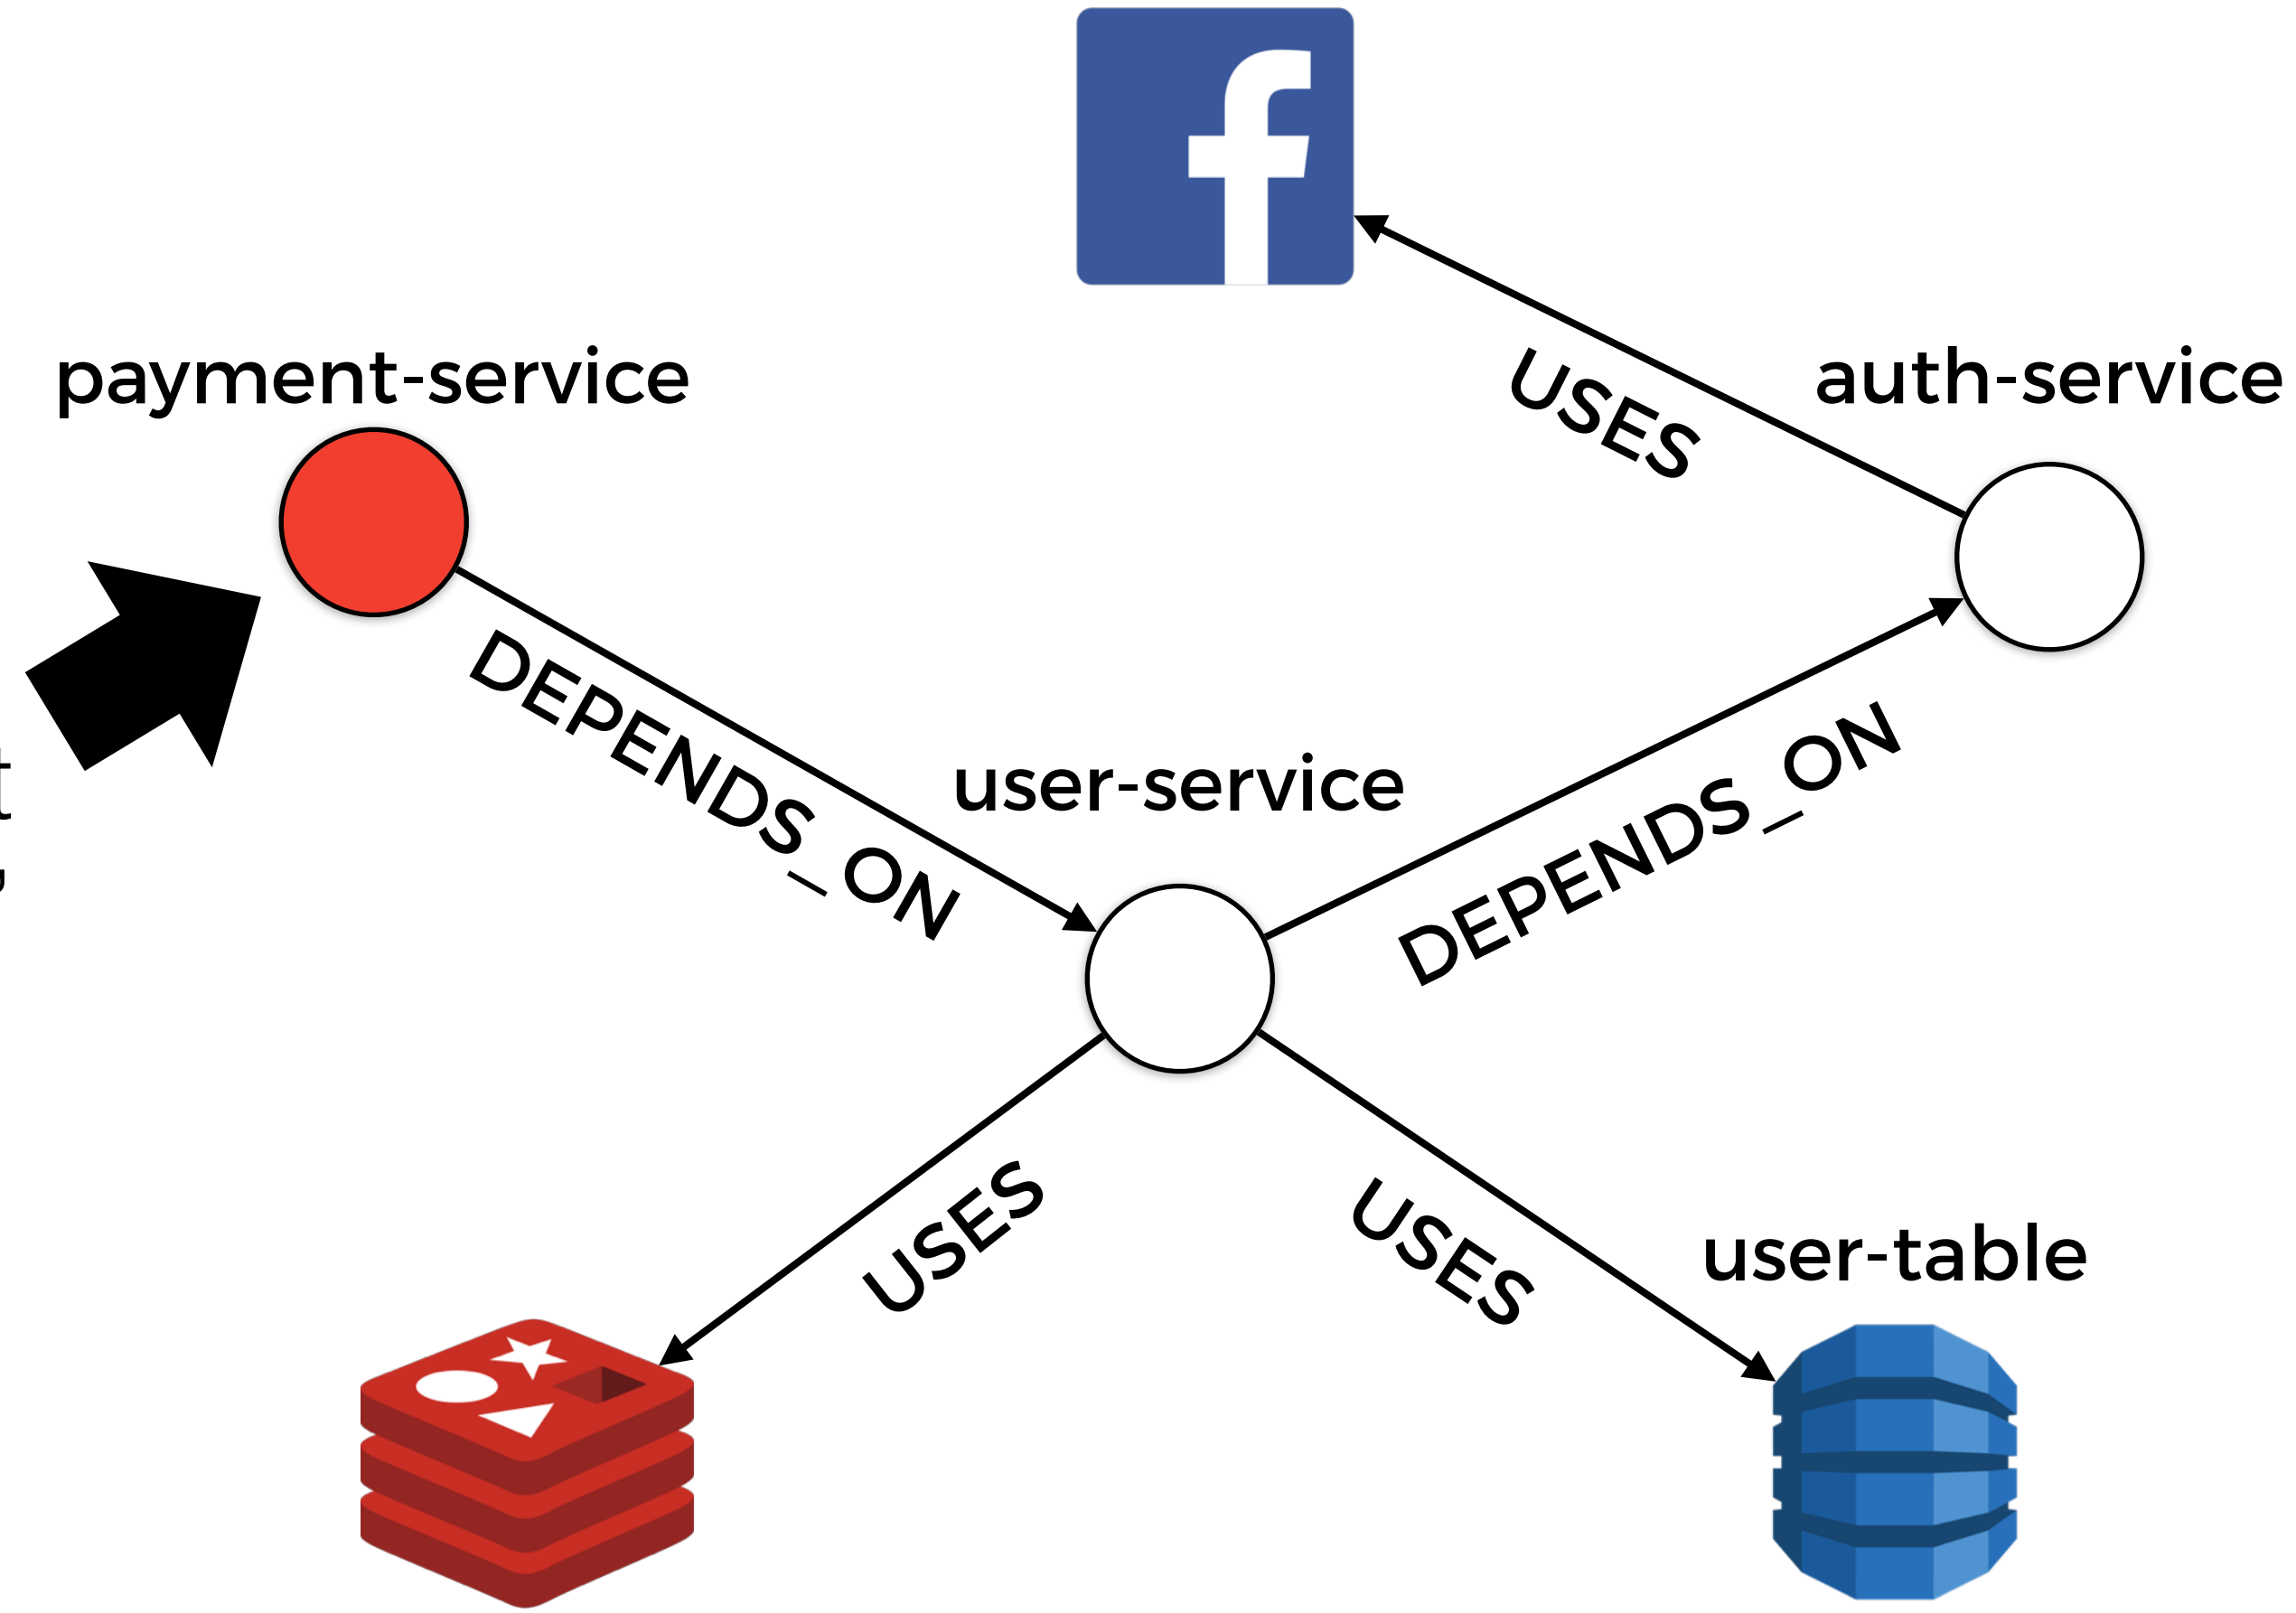 payment-service
USES
auth-service
DEPENDS_ON
user-service
DEPENDS_ON
USES
USES
user-table